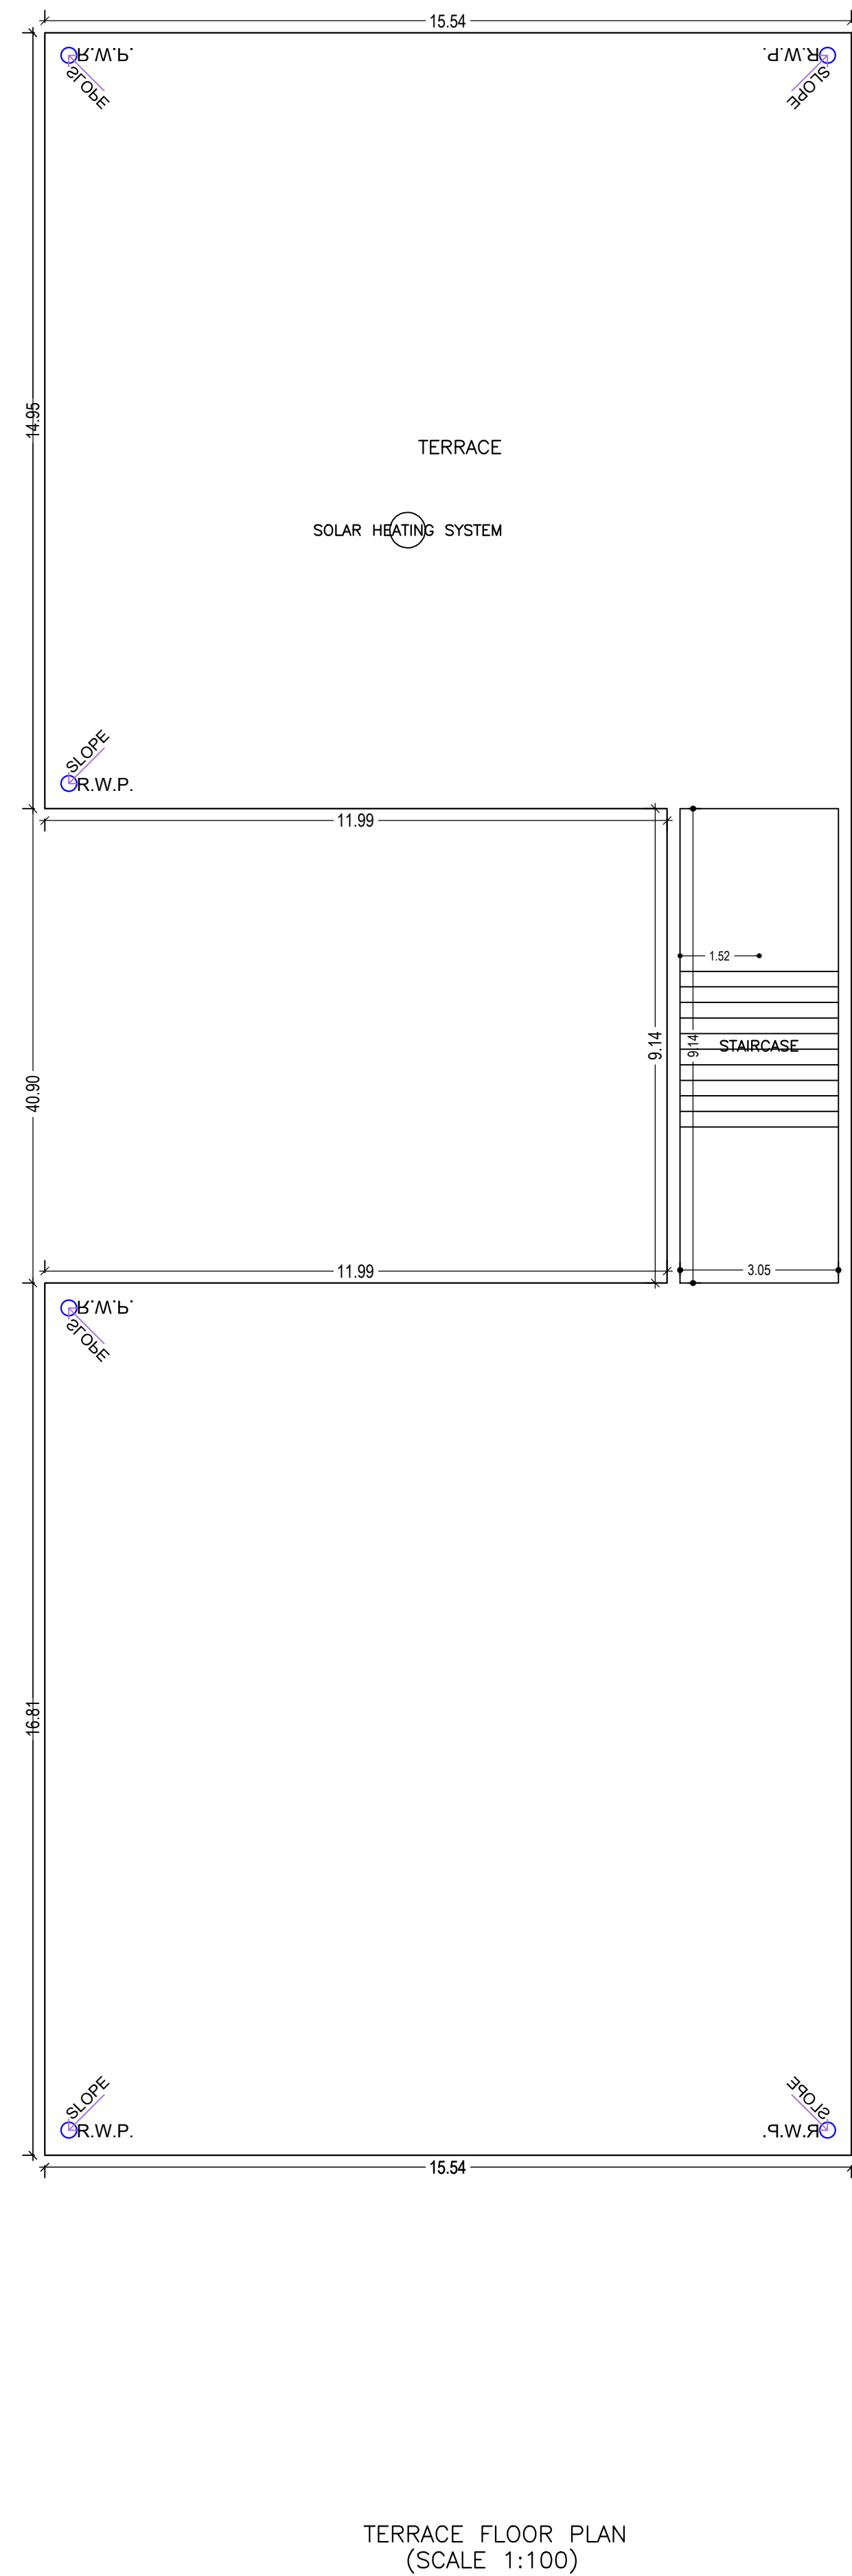 15.54
R.W.P. R.W.P.
SLOPE SLOPE
14.95
TERRACE
SOLAR HEATING SYSTEM
SLOPE
R.W.P.
11.99
1.52
9.14 9.14 STAIRCASE
40.90
11.99 3.05
R.W.P.
SLOPE
16.81
SLOPE SLOPE
R.W.P. R.W.P.
15.54
TERRACE FLOOR PLAN
(SCALE 1:100)